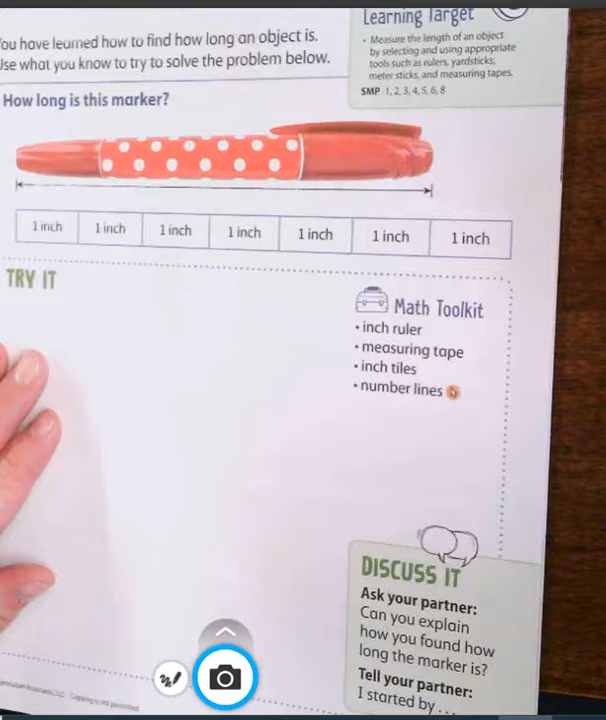 You have learned how to find how long an object is.
Use what you know to try to solve the problem below.
Learning Target
• Measure the length of an object
by selecting and using appropriate
tools such as rulers, yardsticks,
meter sticks, and measuring tapes.
SMP 1, 2, 3, 4, 5, 6, 8
How long is this marker?
1 inch 1 inch 1 inch 1 inch 1 inch 1 inch 1 inch
TRY IT
Math Toolkit
• inch ruler
• measuring tape
• inch tiles
• number lines
DISCUSS IT
Ask your partner:
Can you explain
how you found how
long the marker is?
Tell your partner:
I started by ...
Copying is not permitted